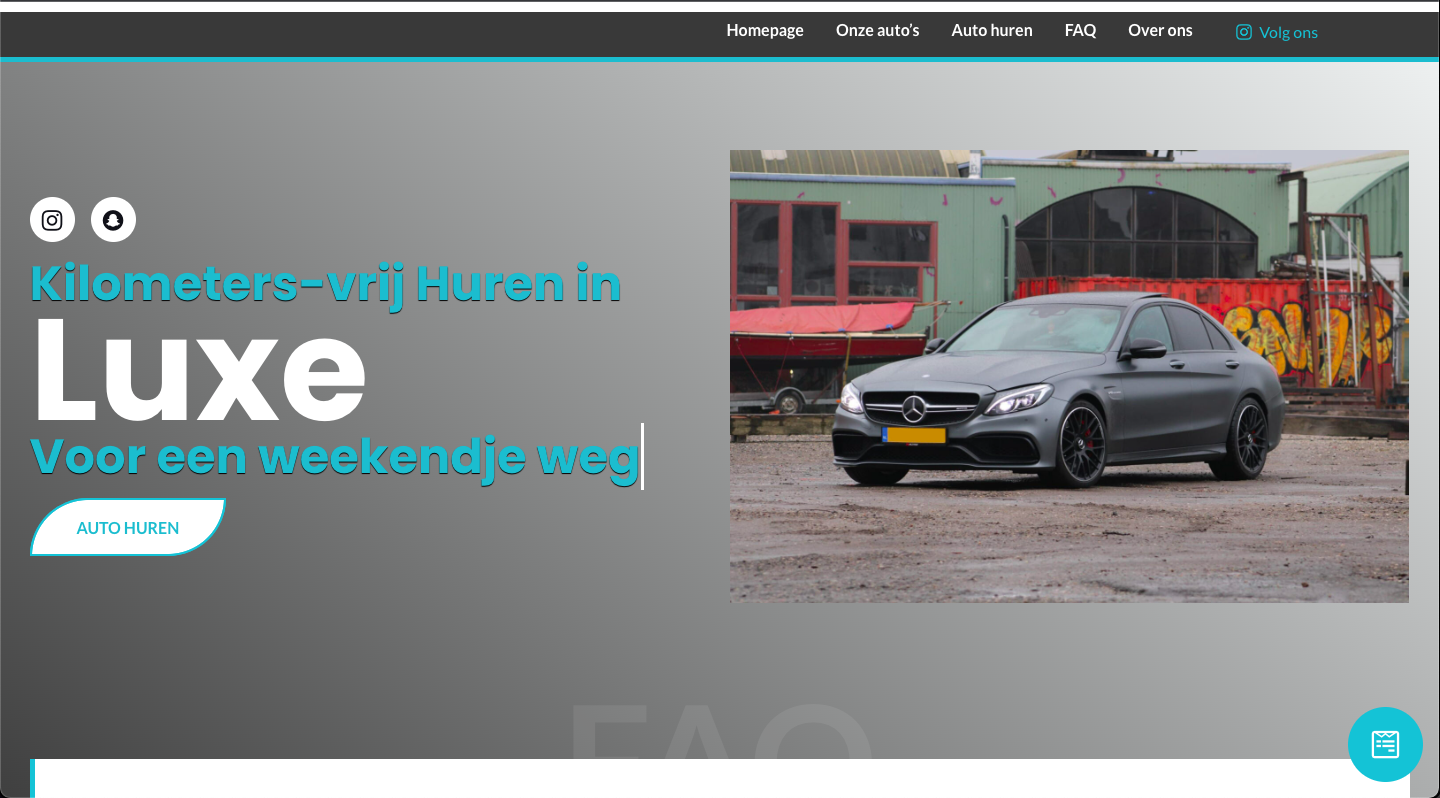 Homepage Onze auto's Auto huren FAQ Over ons Volg ons
Kilometers-vrij Huren in
Luxe
Voor een weekendje weg
AUTO HUREN
FAQ